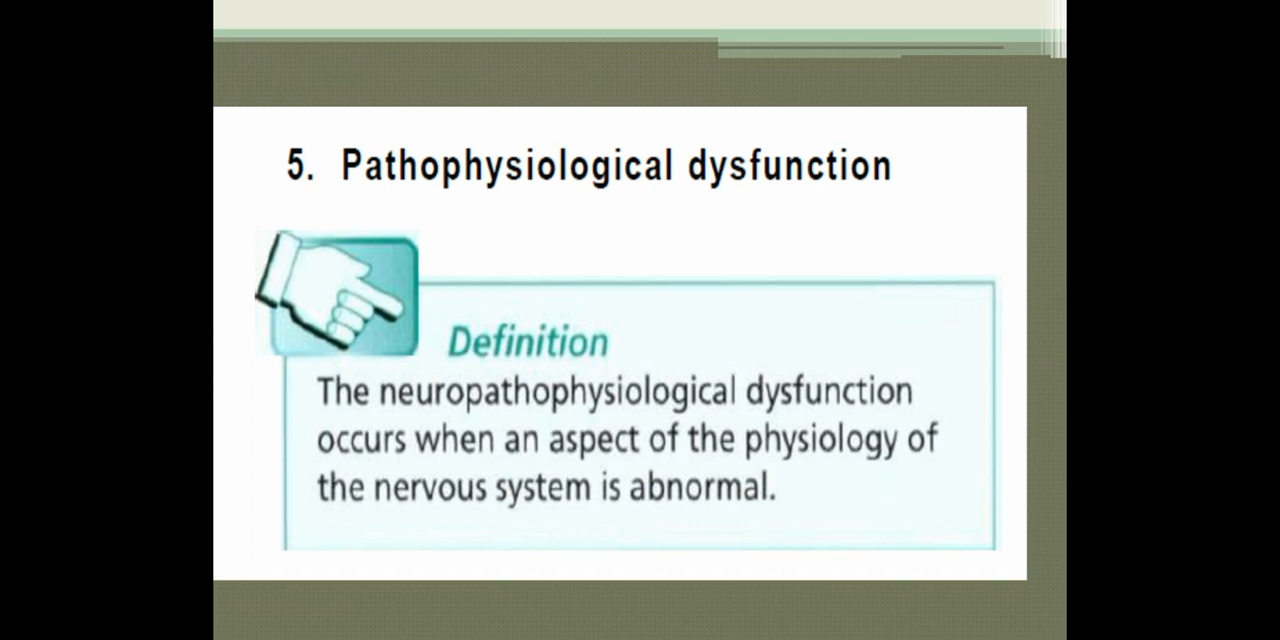 5. Pathophysiological dysfunction
Definition
The neuropathophysiological dysfunction
occurs when an aspect of the physiology of
the nervous system is abnormal.